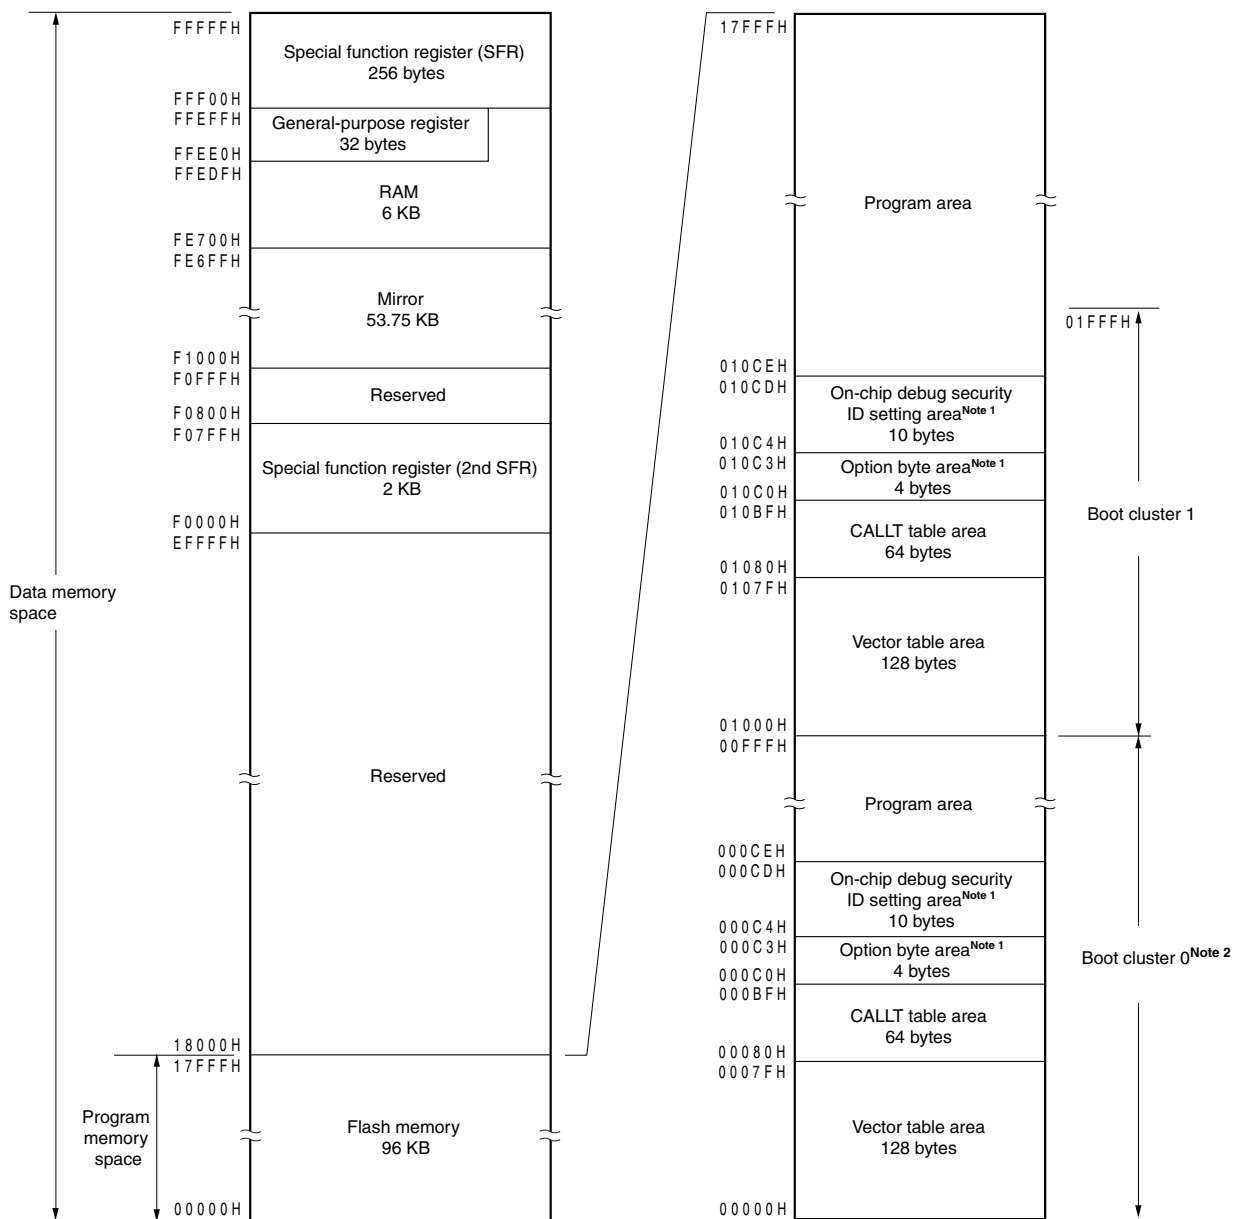 FFFFFH
Special function register (SFR)
256 bytes
FFF00H
FFEFFH
General-purpose register
32 bytes
FFEE0H
FFEDFH
RAM
6 KB
FE700H
FE6FFH
Mirror
53.75 KB
F1000H
F0FFFH
Reserved
F0800H
F07FFH
Special function register (2nd SFR)
2 KB
F0000H
EFFFFH
Data memory
space
Reserved
18000H
17FFFH
Program
memory
space
Flash memory
96 KB
00000H
17FFFH
Program area
01FFFH
010CEH
010CDH
On-chip debug security
ID setting areaNote 1
10 bytes
010C4H
010C3H
Option byte areaNote 1
4 bytes
010C0H
010BFH
Boot cluster 1
CALLT table area
64 bytes
01080H
0107FH
Vector table area
128 bytes
01000H
00FFFH
Program area
000CEH
000CDH
On-chip debug security
ID setting areaNote 1
10 bytes
000C4H
000C3H
Option byte areaNote 1
4 bytes
Boot cluster 0Note 2
000C0H
000BFH
CALLT table area
64 bytes
00080H
0007FH
Vector table area
128 bytes
00000H